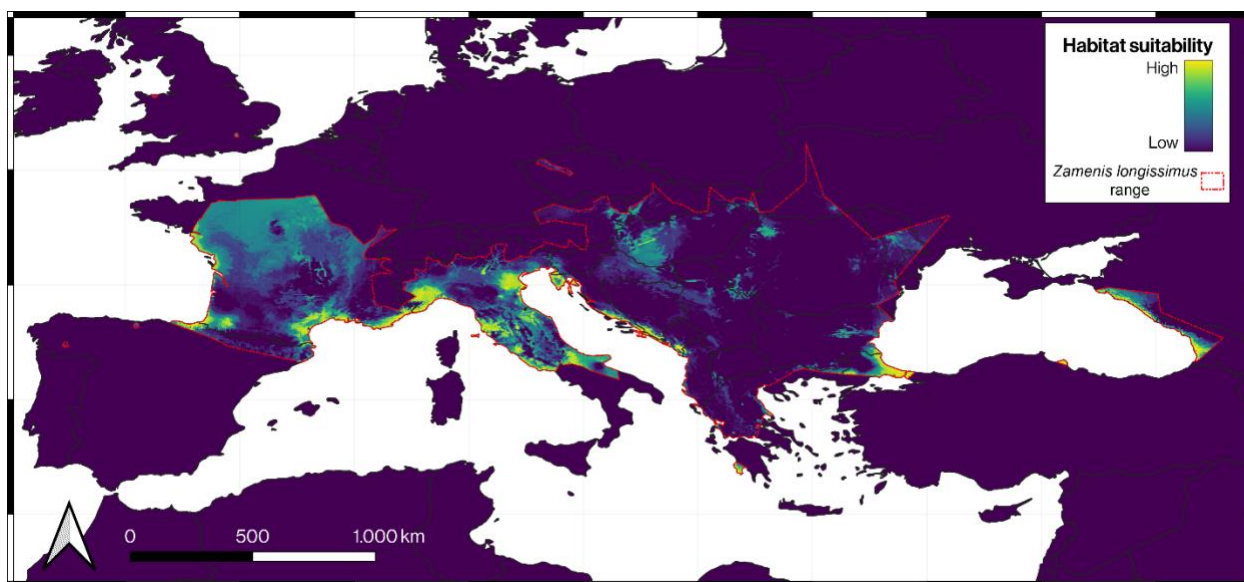 Habitat suitability
High
Low
Zamenis longissimus
range
0 500 1.000 km